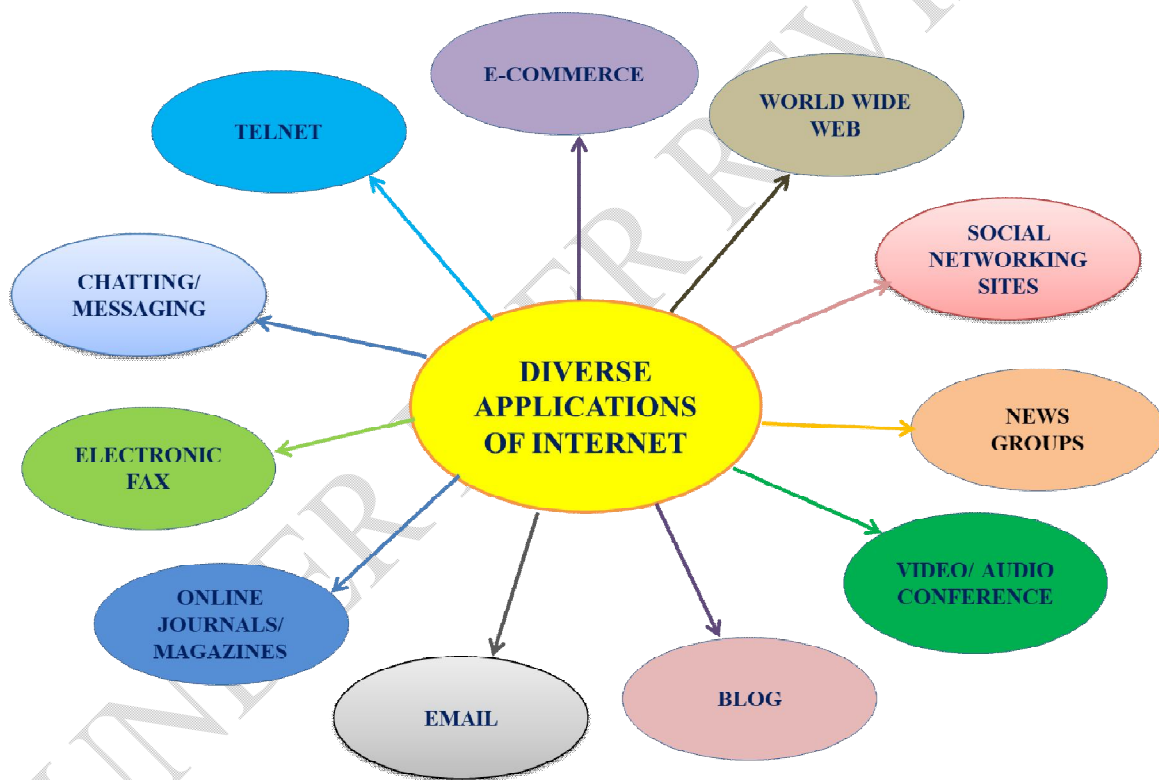 E-COMMERCE
WORLD WIDE
WEB
TELNET
SOCIAL
NETWORKING
SITES
CHATTING/
MESSAGING
DIVERSE
APPLICATIONS
OF INTERNET
NEWS
GROUPS
ELECTRONIC
FAX
VIDEO/ AUDIO
CONFERENCE
ONLINE
JOURNALS/
MAGAZINES
BLOG
EMAIL